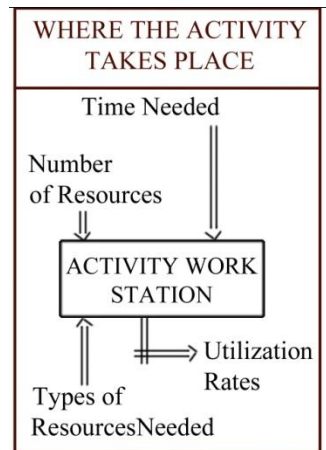 WHERE THE ACTIVITY
TAKES PLACE
Time Needed
Number
of Resources
ACTIVITY WORK
STATION
Utilization
Rates
Types of
ResourcesNeeded